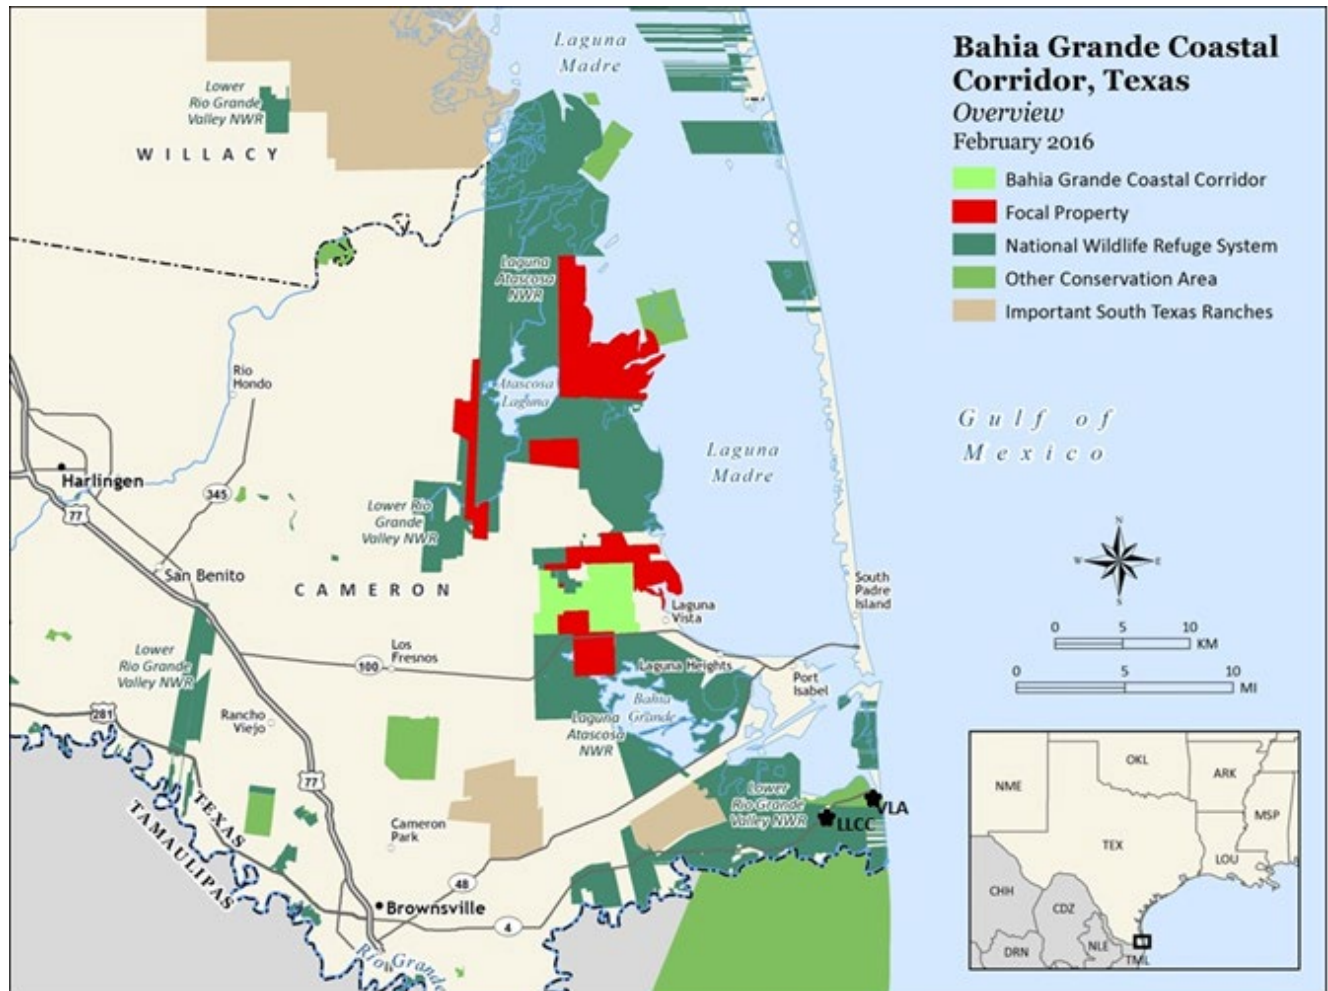 Bahia Grande Coastal
Corridor, Texas
Overview
February 2016
Bahia Grande Coastal Corridor
Focal Property
National Wildlife Refuge System
Other Conservation Area
Important South Texas Ranches
Laguna
Madre
Lower
Rio Grande
Valley NWR
WILLACY
Laguna
Atascosa
NWR
Rio
Hondo
Atascosa
Laguna
Gulf of
Mexico
Laguna
Madre
Harlingen
345
77
Lower Rio
Grande
Valley NWR
San Benito
CAMERON
South
Padre
Island
Laguna
Vista
N
W
E
S
0 5 10
KM
0 5 10
MI
Lower
Rio Grande
Valley NWR
Los
Fresnos
100
Laguna Heights
Port
Isabel
Bahia
Grande
281
Rancho
Viejo
Laguna
Atascosa
NWR
77
TEXAS
TAMAULIPAS
Lower
Rio Grande
Valley NWR
VLA
LLCC
Cameron
Park
48
Brownsville
4
Rio Grande
NME
OKL
ARK
MSP
TEX
LOU
CHH
CDZ
NLE
DRN
TML